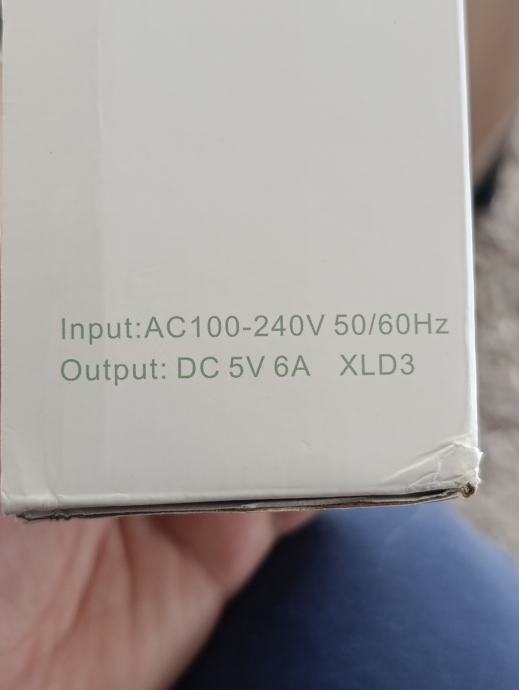 Input:AC100-240V 50/60Hz
Output: DC 5V 6A XLD3